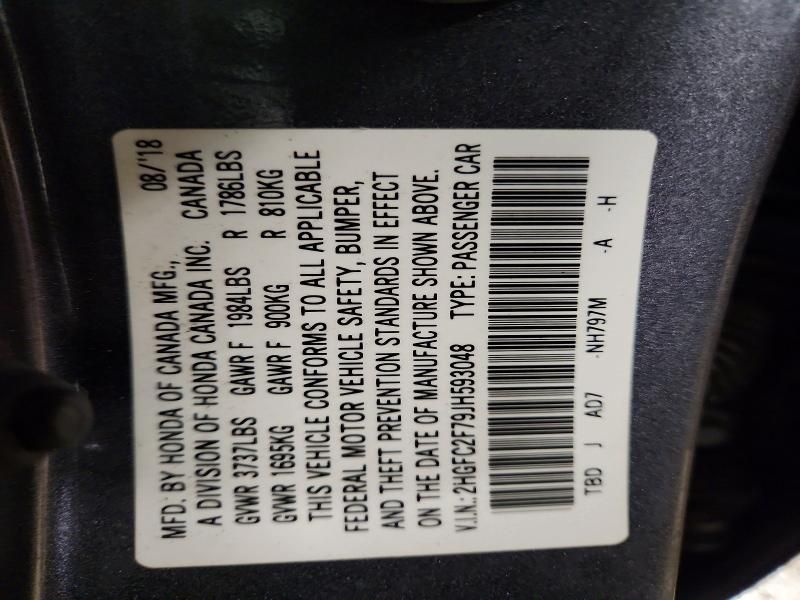 MFD. BY HONDA OF CANADA MFG., 08/'18
A DIVISION OF HONDA CANADA INC. CANADA
GVWR 3737LBS GAWR F 1984LBS R 1786LBS
GVWR 1695KG GAWR F 900KG R 810KG
THIS VEHICLE CONFORMS TO ALL APPLICABLE
FEDERAL MOTOR VEHICLE SAFETY, BUMPER,
AND THEFT PREVENTION STANDARDS IN EFFECT
ON THE DATE OF MANUFACTURE SHOWN ABOVE.
V.I.N.: 2HGFC2F79JH593048 TYPE: PASSENGER CAR
TBD J AD7 -NH797M -A -H